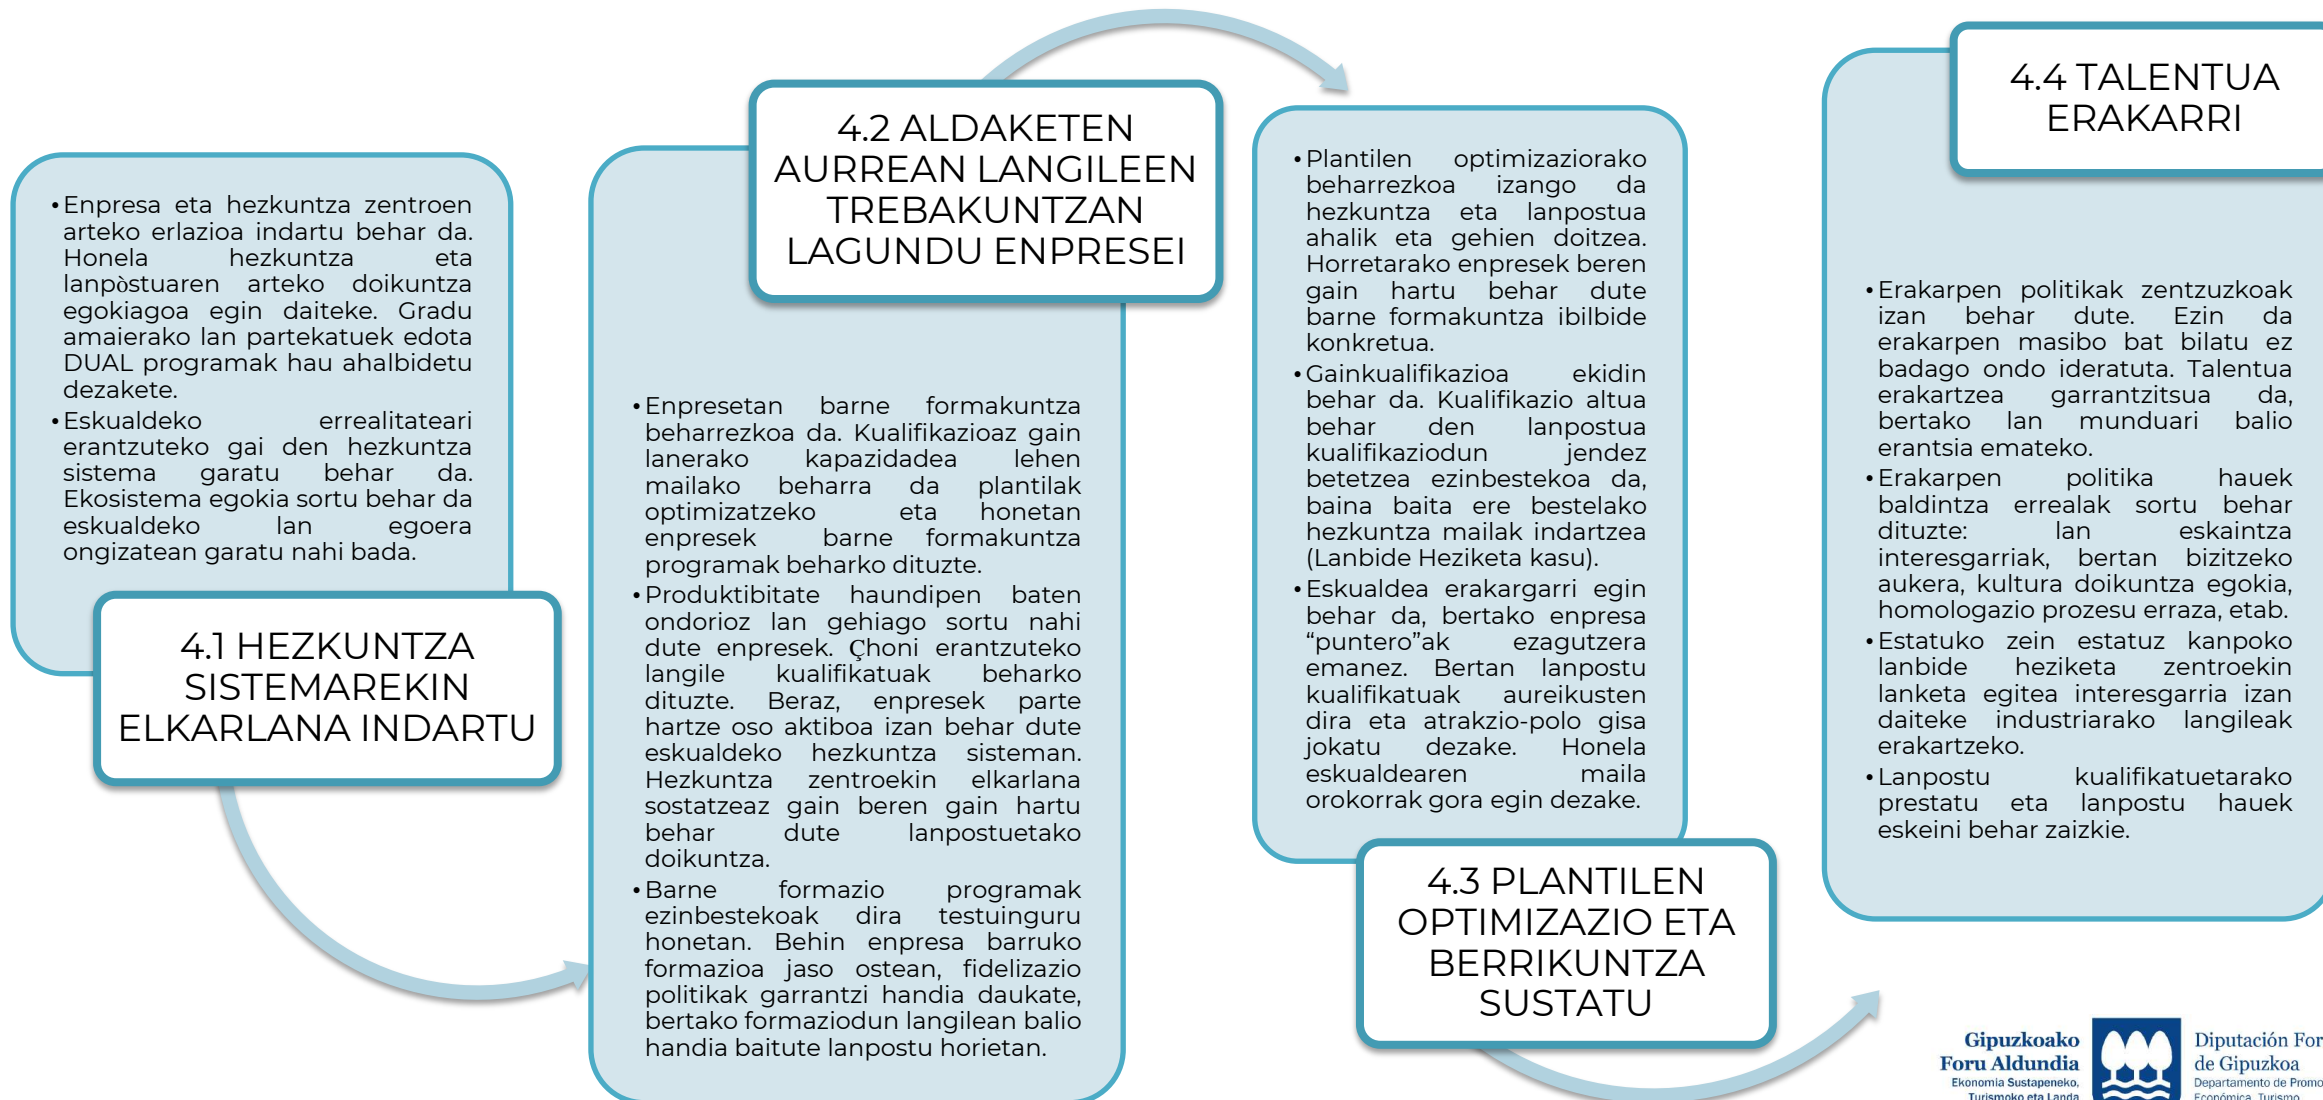 •Enpresa eta hezkuntza zentroen
arteko erlazioa indartu behar da.
Honela hezkuntza eta
lanpòstuaren arteko doikuntza
egokiagoa egin daiteke. Gradu
amaierako lan partekatuek edota
DUAL programak hau ahalbidetu
dezakete.
•Eskualdeko errealitateari
erantzuteko gai den hezkuntza
sistema garatu behar da.
Ekosistema egokia sortu behar da
eskualdeko lan egoera
ongizatean garatu nahi bada.
4.1 HEZKUNTZA
SISTEMAREKIN
ELKARLANA INDARTU
4.2 ALDAKETEN
AURREAN LANGILEEN
TREBAKUNTZAN
LAGUNDU ENPRESEI
•Enpresetan barne formakuntza
beharrezkoa da. Kualifikazioaz gain
lanerako kapazidadea lehen
mailako beharra da plantilak
optimizatzeko eta honetan
enpresek barne formakuntza
programak beharko dituzte.
•Produktibitate haundipen baten
ondorioz lan gehiago sortu nahi
dute enpresek. Çhoni erantzuteko
langile kualifikatuak beharko
dituzte. Beraz, enpresek parte
hartze oso aktiboa izan behar dute
eskualdeko hezkuntza sisteman.
Hezkuntza zentroekin elkarlana
sostatzeaz gain beren gain hartu
behar dute lanpostuetako
doikuntza.
•Barne formazio programak
ezinbestekoak dira testuinguru
honetan. Behin enpresa barruko
formazioa jaso ostean, fidelizazio
politikak garrantzi handia daukate,
bertako formaziodun langilean balio
handia baitute lanpostu horietan.
•Plantilen optimizaziorako
beharrezkoa izango da
hezkuntza eta lanpostua
ahalik eta gehien doitzea.
Horretarako enpresek beren
gain hartu behar dute
barne formakuntza ibilbide
konkretua.
•Gainkualifikazioa ekidin
behar da. Kualifikazio altua
behar den lanpostua
kualifikaziodun jendez
betetzea ezinbestekoa da,
baina baita ere bestelako
hezkuntza mailak indartzea
(Lanbide Heziketa kasu).
•Eskualdea erakargarri egin
behar da, bertako enpresa
“puntero”ak ezagutzera
emanez. Bertan lanpostu
kualifikatuak aureikusten
dira eta atrakzio-polo gisa
jokatu dezake. Honela
eskualdearen maila
orokorrak gora egin dezake.
4.3 PLANTILEN
OPTIMIZAZIO ETA
BERRIKUNTZA
SUSTATU
4.4 TALENTUA
ERAKARRI
•Erakarpen politikak zentzuzkoak
izan behar dute. Ezin da
erakarpen masibo bat bilatu ez
badago ondo ideratuta. Talentua
erakartzea garrantzitsua da,
bertako lan munduari balio
erantsia emateko.
•Erakarpen politika hauek
baldintza errealak sortu behar
dituzte: lan eskaintza
interesgarriak, bertan bizitzeko
aukera, kultura doikuntza egokia,
homologazio prozesu erraza, etab.
•Estatuko zein estatuz kanpoko
lanbide heziketa zentroekin
lanketa egitea interesgarria izan
daiteke industriarako langileak
erakartzeko.
•Lanpostu kualifikatuetarako
prestatu eta lanpostu hauek
eskeini behar zaizkie.
Gipuzkoako
Foru Aldundia
Ekonomia Sustapeneko,
Turismoko eta Landa
Diputación For
de Gipuzkoa
Departamento de Promo
Económica, Turismo